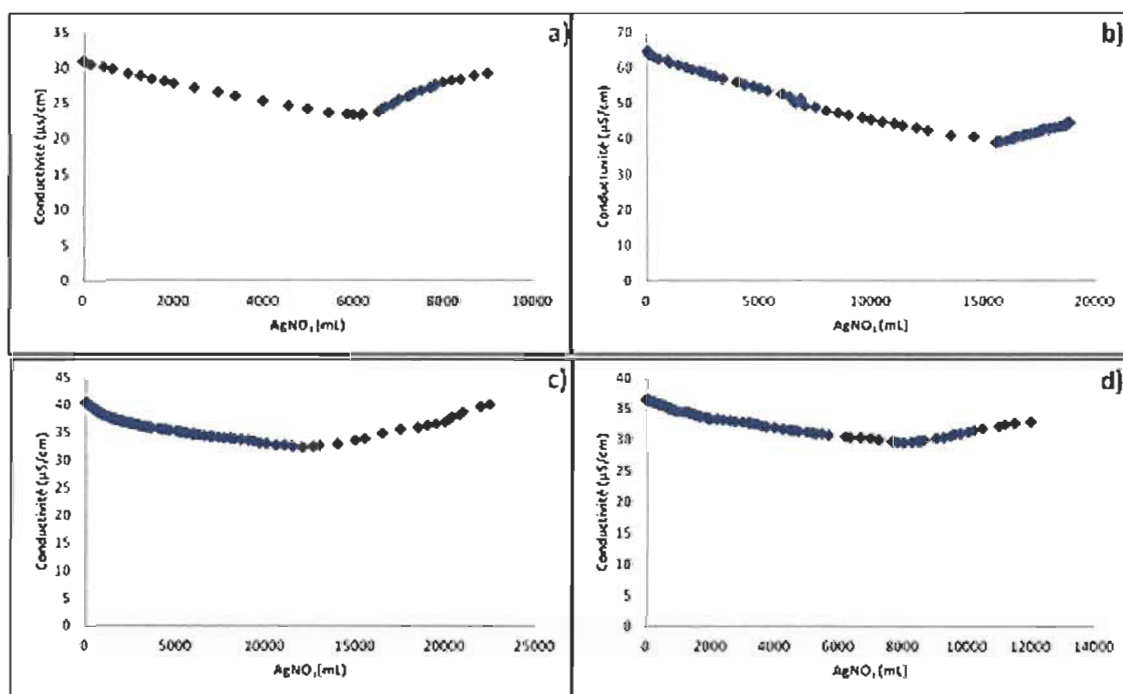 a)
Conductivité (µs/cm)
35
30
25
20
15
10
5
0
0 2000 4000 6000 8000 10000
AgNO₃ (mL)
b)
Conductivité (µS/cm)
70
60
50
40
30
20
10
0
0 5000 10000 15000 20000
AgNO₃ [mL]
c)
Conductivité (µS/cm)
45
40
35
30
25
20
15
10
5
0
0 5000 10000 15000 20000 25000
AgNO₃ [mL]
d)
Conductivité (µS/cm)
40
35
30
25
20
15
10
5
0
0 2000 4000 6000 8000 10000 12000 14000
AgNO₃ [mL]